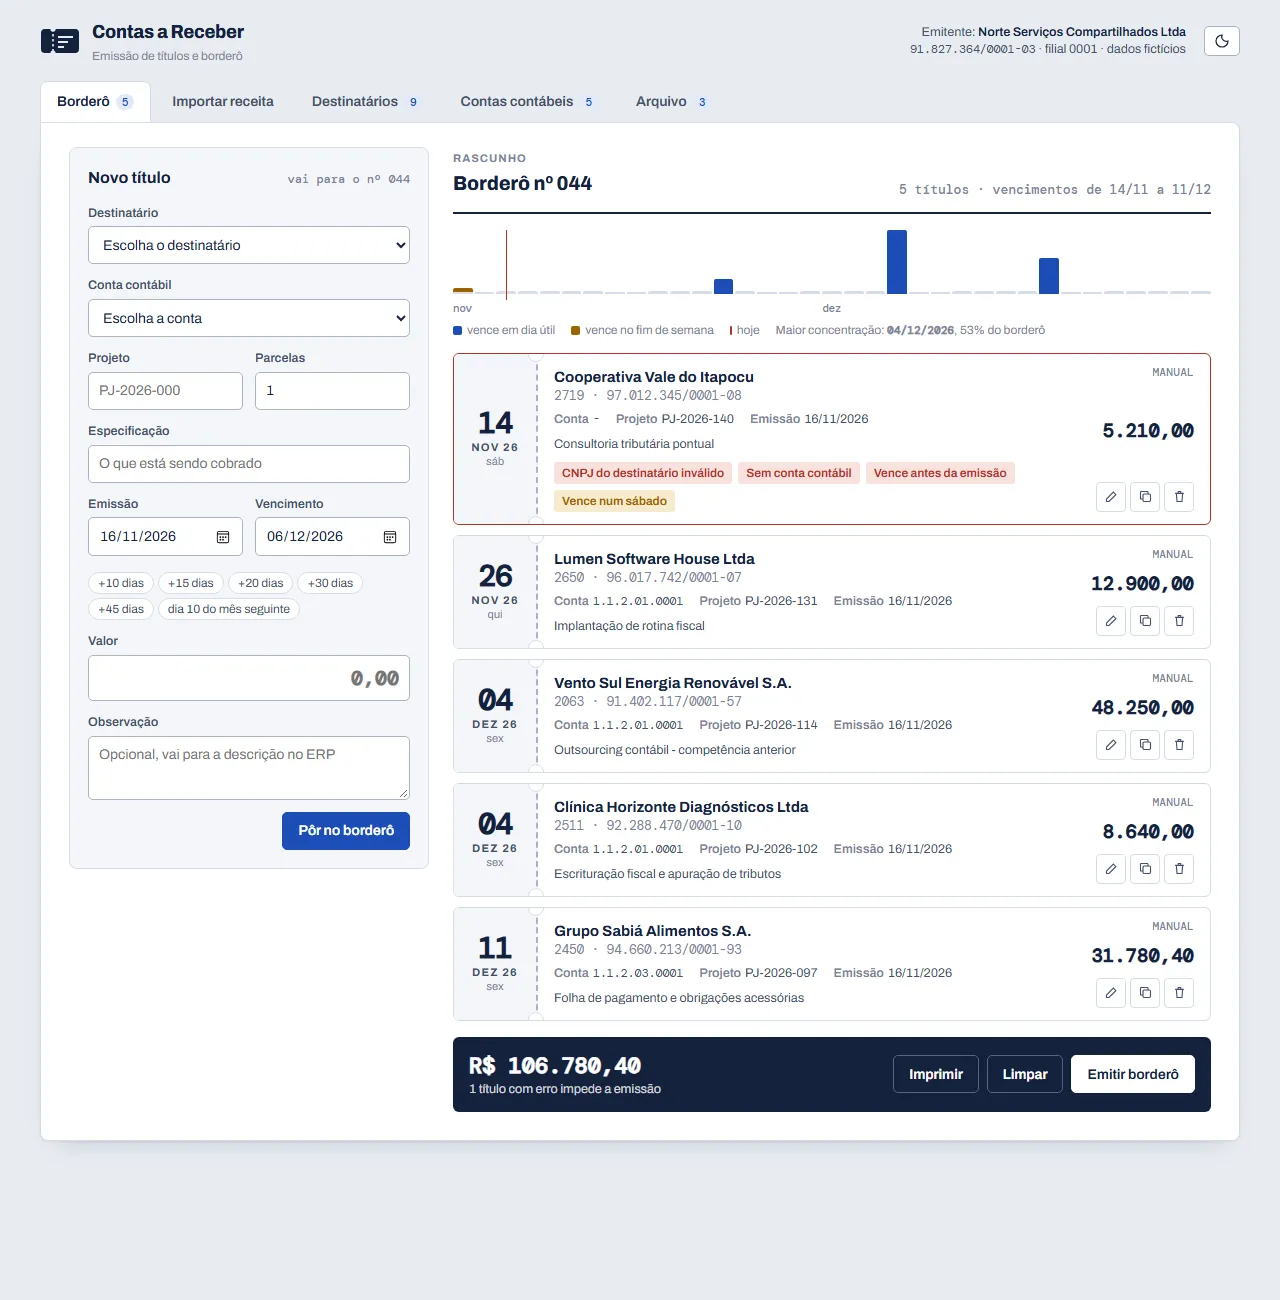 Contas a Receber
Emissão de títulos e borderô
Emitente: Norte Serviços Compartilhados Ltda
91.827.364/0001-03 · filial 0001 · dados fictícios
Borderô 5
Importar receita
Destinatários 9
Contas contábeis 5
Arquivo 3
Novo título
vai para o nº 044
Destinatário
Escolha o destinatário
Conta contábil
Escolha a conta
Projeto
Parcelas
PJ-2026-000
1
Especificação
O que está sendo cobrado
Emissão
Vencimento
16/11/2026
06/12/2026
+10 dias
+15 dias
+20 dias
+30 dias
+45 dias
dia 10 do mês seguinte
Valor
0,00
Observação
Opcional, vai para a descrição no ERP
Pôr no borderô
RASCUNHO
Borderô nº 044
5 títulos · vencimentos de 14/11 a 11/12
nov
dez
vence em dia útil
vence no fim de semana
hoje
Maior concentração: 04/12/2026, 53% do borderô
14
NOV 26
sáb
Cooperativa Vale do Itapocu
2719 · 97.012.345/0001-08
Conta - Projeto PJ-2026-140 Emissão 16/11/2026
Consultoria tributária pontual
CNPJ do destinatário inválido
Sem conta contábil
Vence antes da emissão
Vence num sábado
MANUAL
5.210,00
26
NOV 26
qui
Lumen Software House Ltda
2650 · 96.017.742/0001-07
Conta 1.1.2.01.0001 Projeto PJ-2026-131 Emissão 16/11/2026
Implantação de rotina fiscal
MANUAL
12.900,00
04
DEZ 26
sex
Vento Sul Energia Renovável S.A.
2063 · 91.402.117/0001-57
Conta 1.1.2.01.0001 Projeto PJ-2026-114 Emissão 16/11/2026
Outsourcing contábil - competência anterior
MANUAL
48.250,00
04
DEZ 26
sex
Clínica Horizonte Diagnósticos Ltda
2511 · 92.288.470/0001-10
Conta 1.1.2.01.0001 Projeto PJ-2026-102 Emissão 16/11/2026
Escrituração fiscal e apuração de tributos
MANUAL
8.640,00
11
DEZ 26
sex
Grupo Sabiá Alimentos S.A.
2450 · 94.660.213/0001-93
Conta 1.1.2.03.0001 Projeto PJ-2026-097 Emissão 16/11/2026
Folha de pagamento e obrigações acessórias
MANUAL
31.780,40
R$ 106.780,40
1 título com erro impede a emissão
Imprimir
Limpar
Emitir borderô